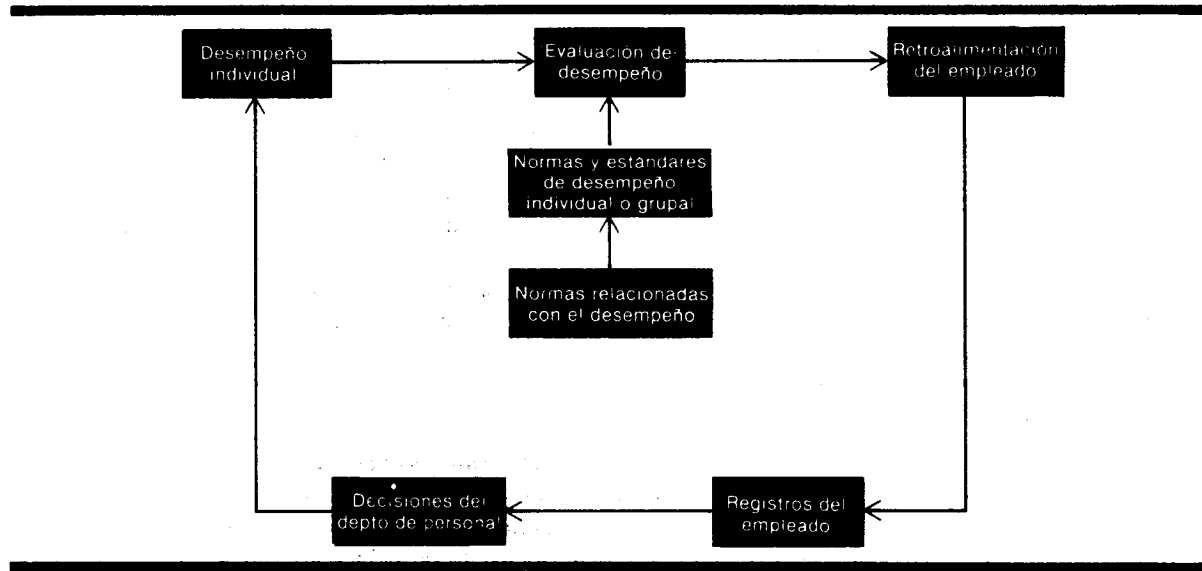 Desempeño
individual
Evaluación de
desempeño
Retroalimentación
del empleado
Normas y estándares
de desempeño
individual o grupal
Normas relacionadas
con el desempeño
Decisiones del
depto de personal
Registros del
empleado